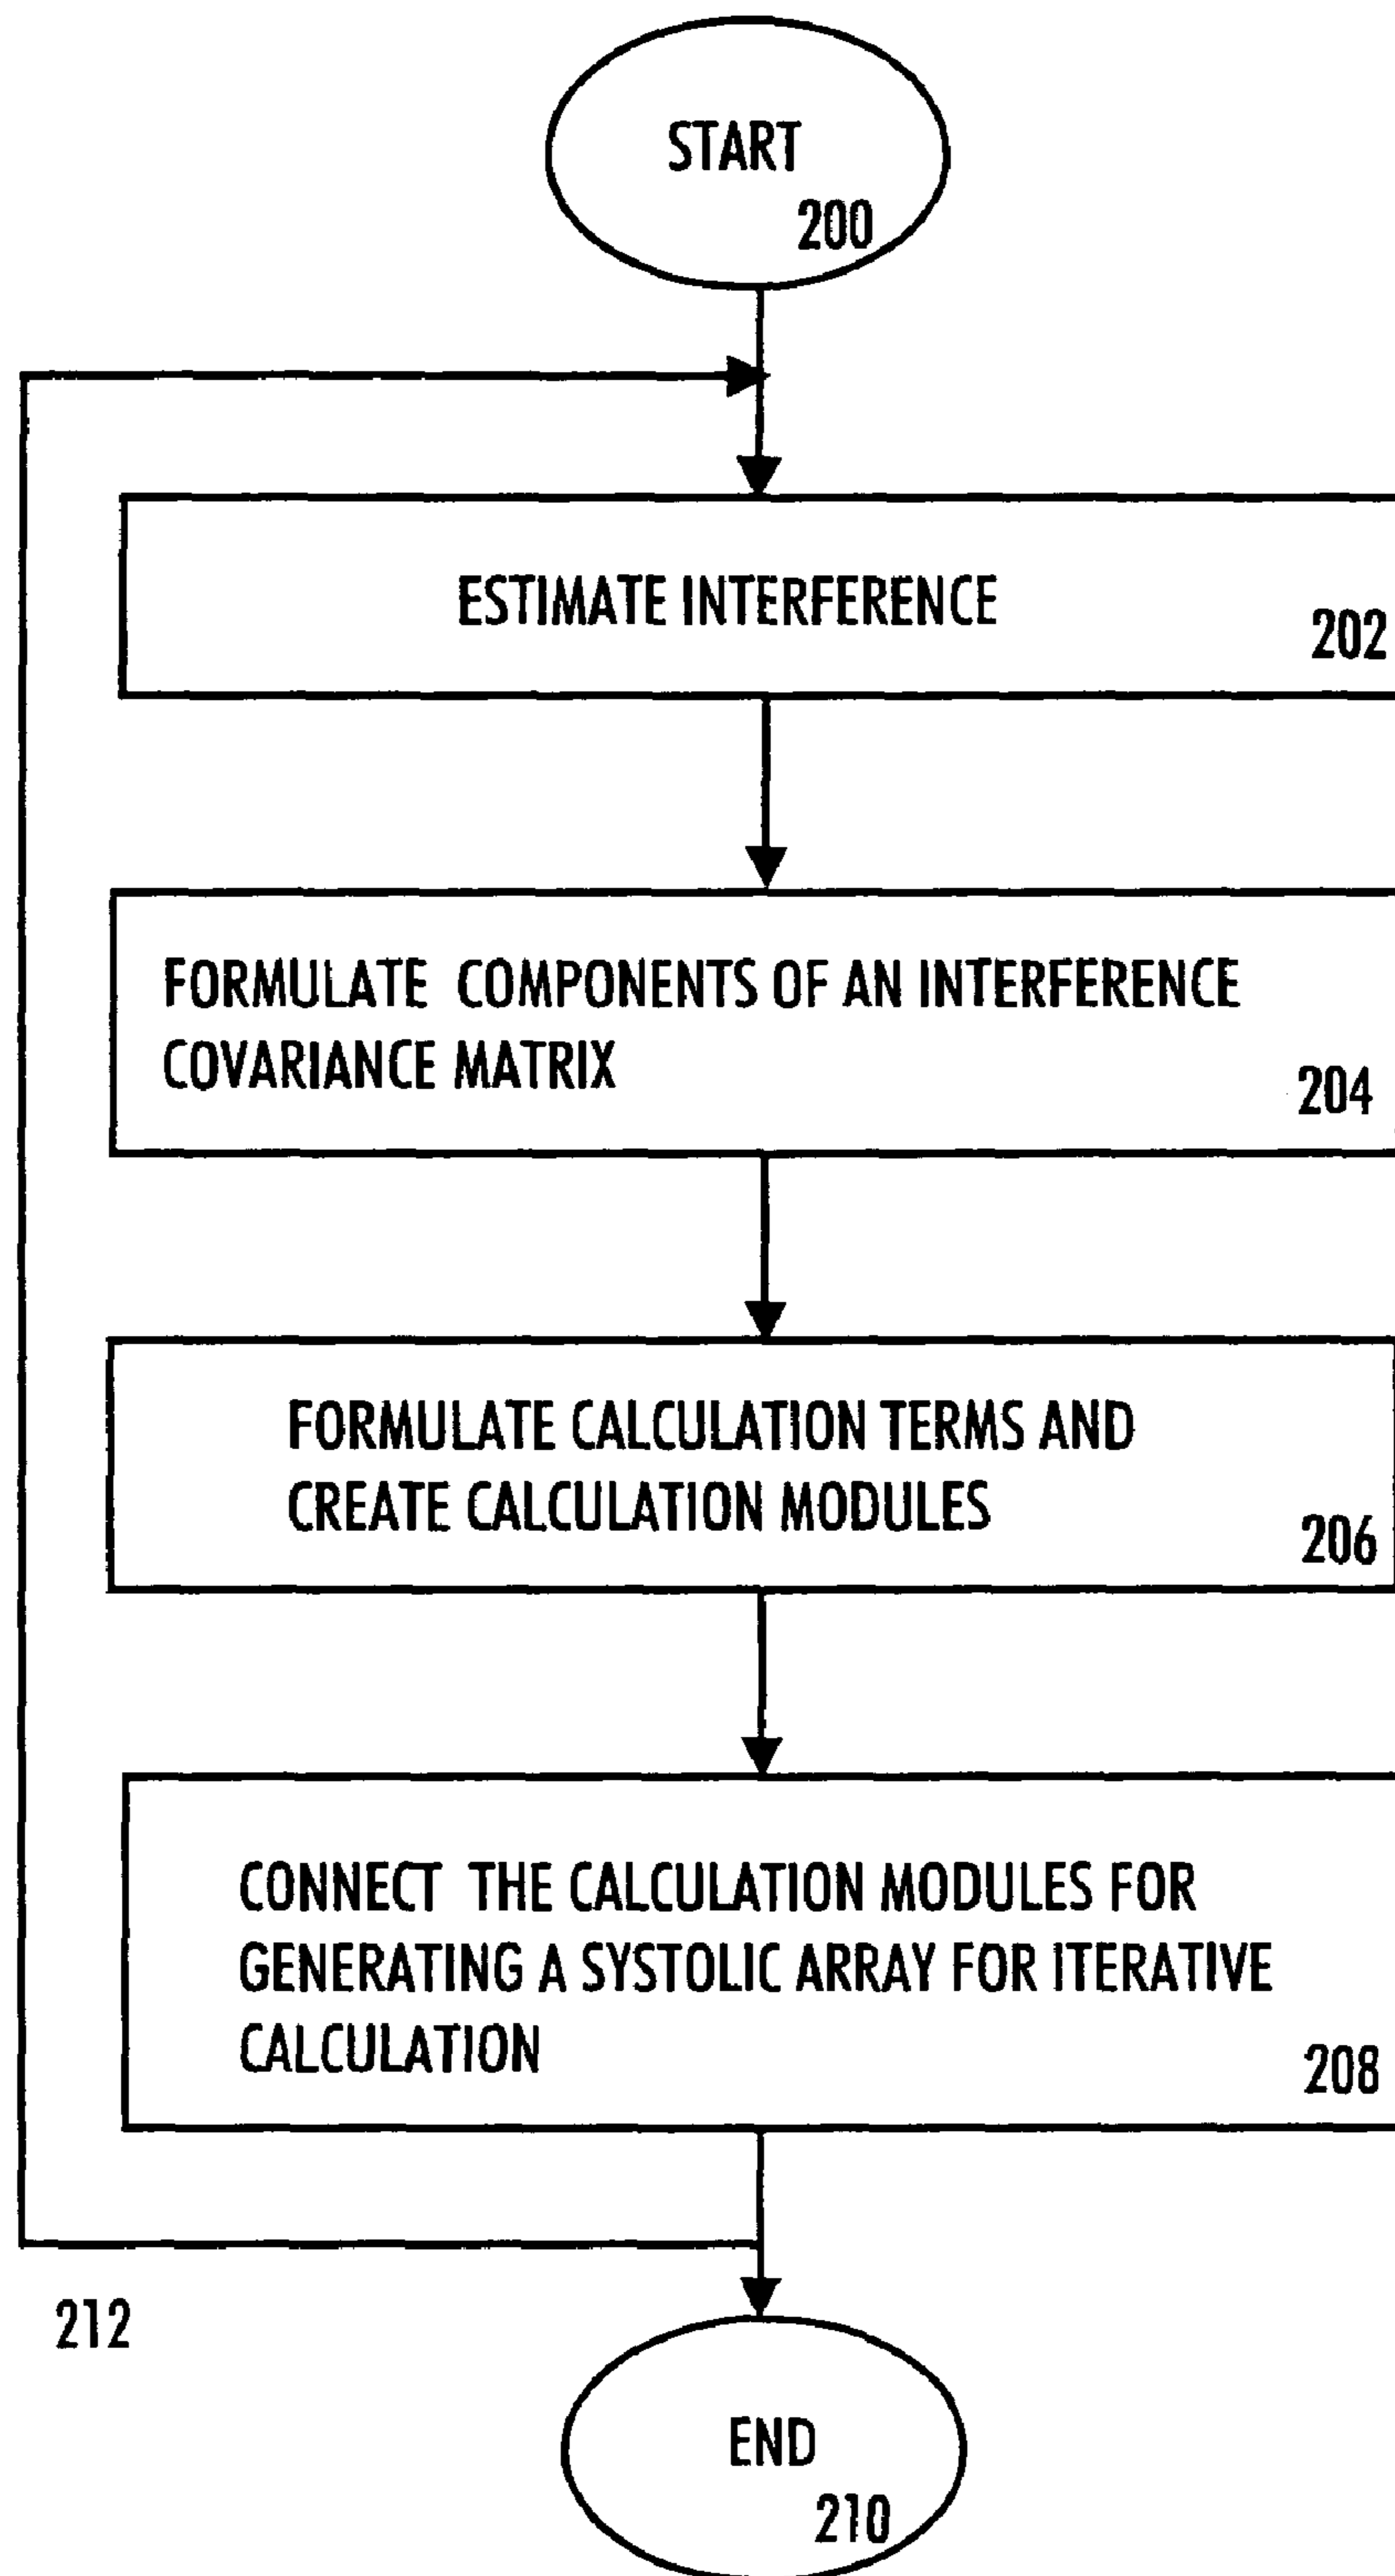 START
200
ESTIMATE INTERFERENCE
202
FORMULATE COMPONENTS OF AN INTERFERENCE
COVARIANCE MATRIX
204
FORMULATE CALCULATION TERMS AND
CREATE CALCULATION MODULES
206
CONNECT THE CALCULATION MODULES FOR
GENERATING A SYSTOLIC ARRAY FOR ITERATIVE
CALCULATION
208
212
END
210